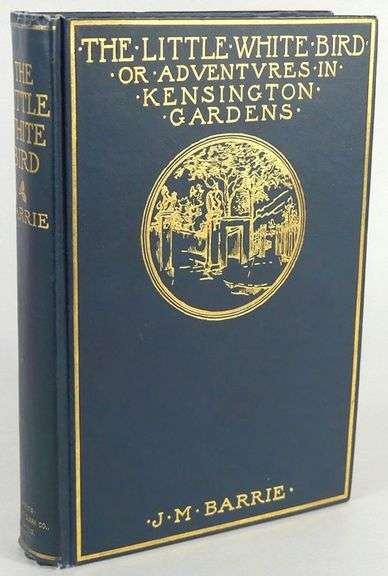 ·THE·LITTLE·WHITE·BIRD·
OR·ADVENTVRES·IN
·KENSINGTON·
GARDENS·
·J·M·BARRIE·
THE
LITTLE
WHITE
BIRD
BARRIE